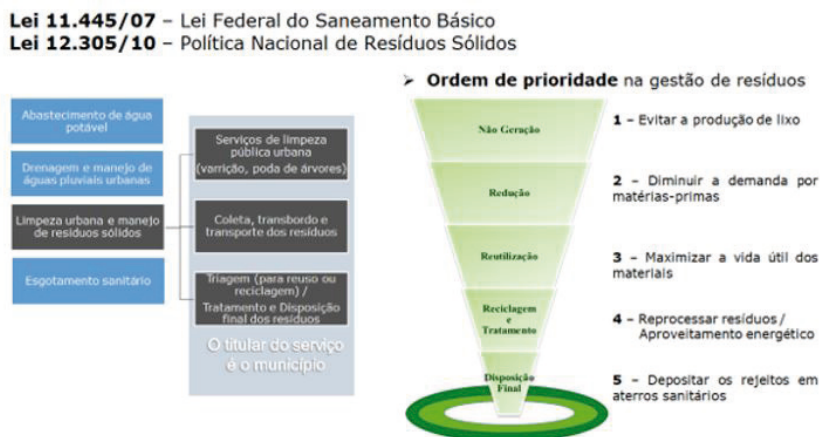 Lei 11.445/07 – Lei Federal do Saneamento Básico
Lei 12.305/10 – Política Nacional de Resíduos Sólidos
Abastecimento de água
potável
Drenagem e manejo de
águas pluviais urbanas
Limpeza urbana e manejo
de resíduos sólidos
Esgotamento sanitário
Serviços de limpeza
pública urbana
(varrição, poda de árvores)
Coleta, transbordo e
transporte dos resíduos
Triagem (para reuso ou
reciclagem) /
Tratamento e Disposição
final dos resíduos
O titular do serviço
é o município
➢ Ordem de prioridade na gestão de resíduos
Não Geração
1 – Evitar a produção de lixo
Redução
2 – Diminuir a demanda por
matérias-primas
Reutilização
3 – Maximizar a vida útil dos
materiais
Reciclagem
e
Tratamento
4 – Reprocessar resíduos /
Aproveitamento energético
Disposição
Final
5 – Depositar os rejeitos em
aterros sanitários